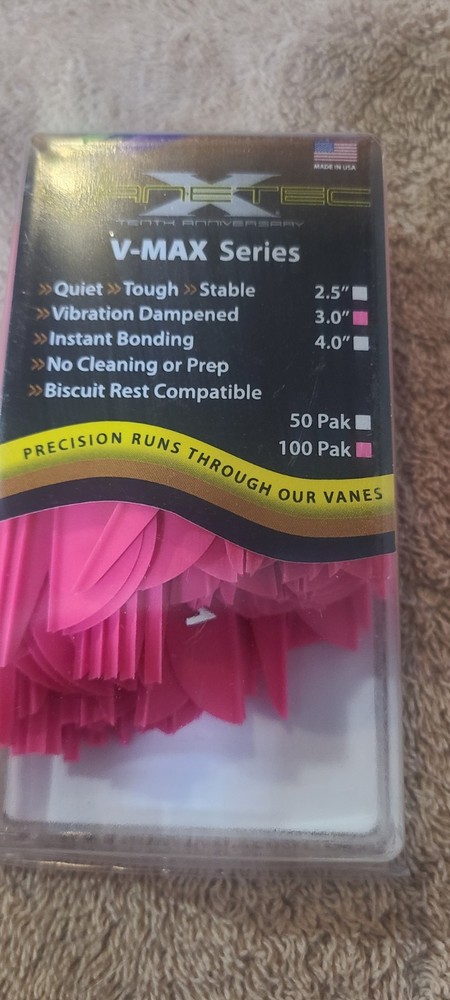 MADE IN USA
VANETEC
X
TENTH ANNIVERSARY
V-MAX Series
»Quiet »Tough »Stable 2.5"
»Vibration Dampened 3.0"
»Instant Bonding 4.0"
»No Cleaning or Prep
»Biscuit Rest Compatible
50 Pak
100 Pak
PRECISION RUNS THROUGH OUR VANES